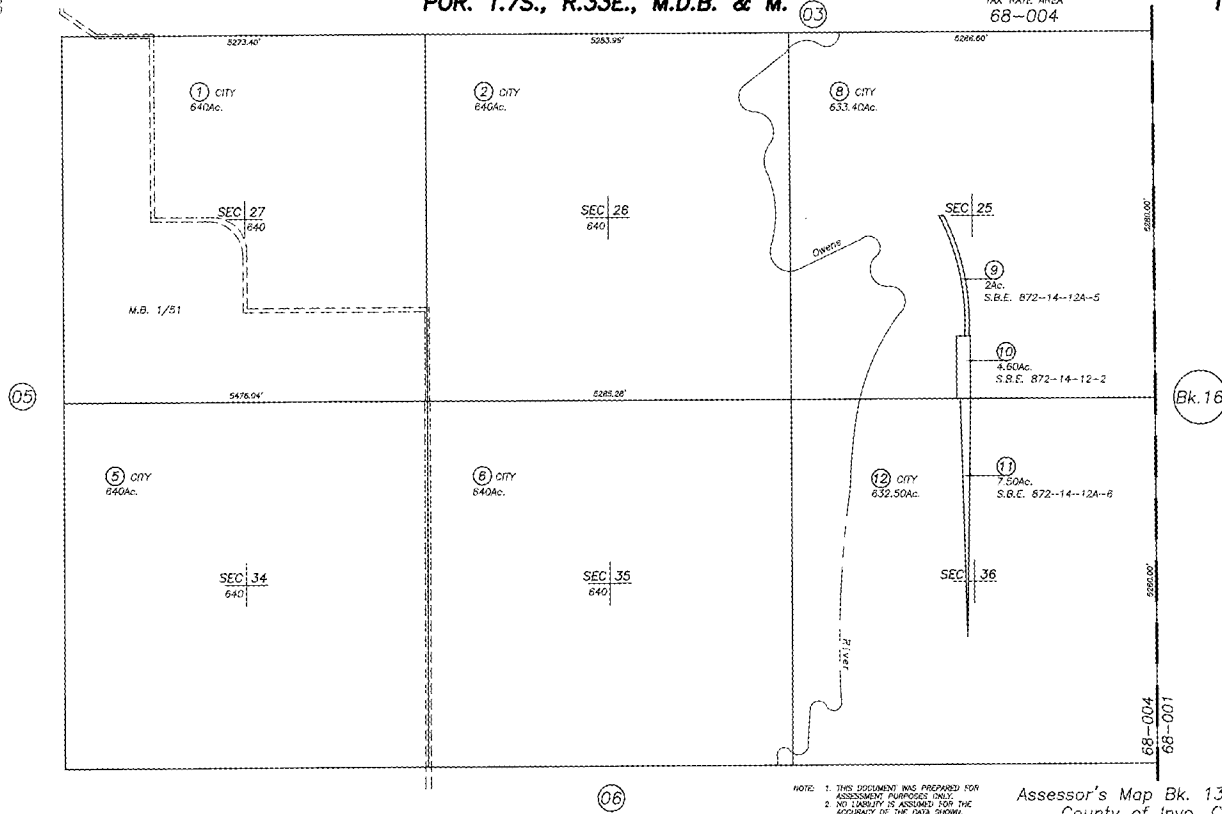 POR. T.7S., R.33E., M.D.B. & M.
03
TAX RATE AREA
68-004
5273.40'
5283.96'
5266.60'
1 CITY
640Ac.
2 CITY
640Ac.
8 CITY
633.40Ac.
SEC 27
640
SEC 26
640
SEC 25
5280.00'
Owens
9
2Ac.
S.B.E. 872-14-12A-5
M.B. 1/51
10
4.60Ac.
S.B.E. 872-14-12-2
05
5476.04'
5285.28'
Bk.16
5 CITY
640Ac.
6 CITY
640Ac.
12 CITY
632.50Ac.
11
7.50Ac.
S.B.E. 872-14-12A-6
SEC 34
640
SEC 35
640
SEC 36
5280.00'
River
68-004
68-001
06
NOTE: 1. THIS DOCUMENT WAS PREPARED FOR
ASSESSMENT PURPOSES ONLY.
2. NO LIABILITY IS ASSUMED FOR THE
ACCURACY OF THE DATA SHOWN.
Assessor's Map Bk. 13
County of Inyo, C